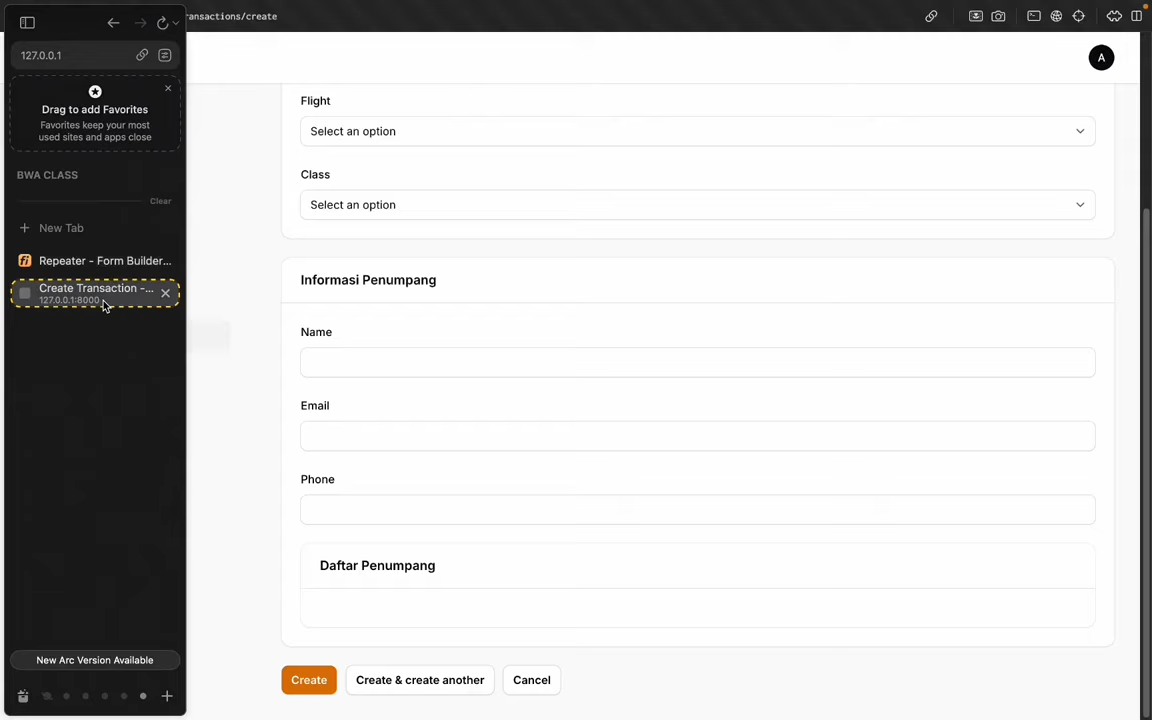 ansactions/create
127.0.0.1
Drag to add Favorites
Favorites keep your most
used sites and apps close
BWA CLASS
Clear
New Tab
Repeater - Form Builder...
Create Transaction -...
127.0.0.1:8000
New Arc Version Available
A
Flight
Select an option
Class
Select an option
Informasi Penumpang
Name
Email
Phone
Daftar Penumpang
Create
Create & create another
Cancel